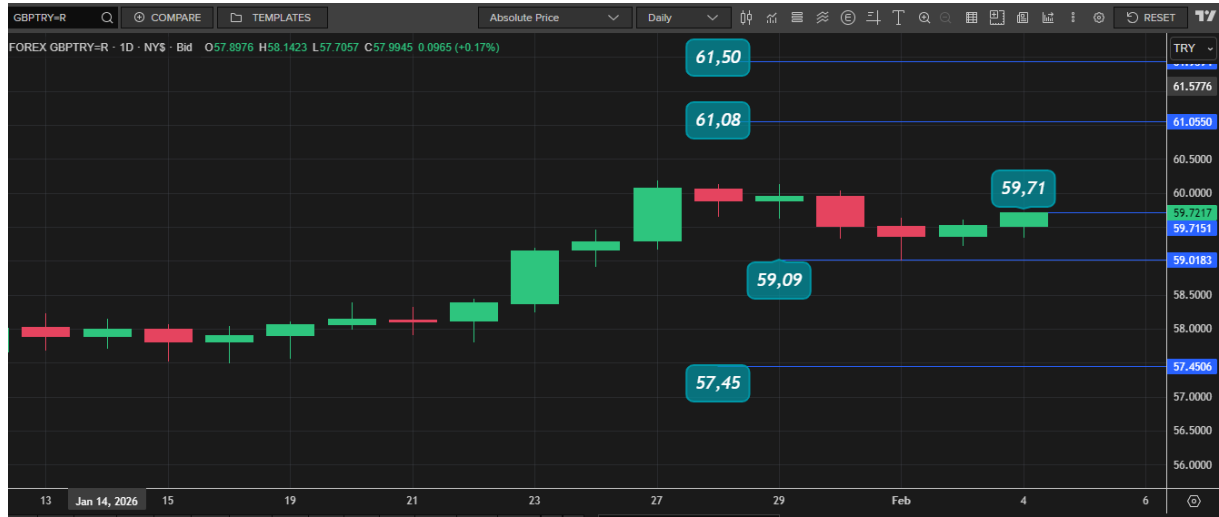 GBPTRY=R
COMPARE
TEMPLATES
Absolute Price
Daily
RESET
FOREX GBPTRY=R · 1D · NY$ · Bid O57.8976 H58.1423 L57.7057 C57.9945 0.0965 (+0.17%)
TRY
61,50
61.5776
61,08
61.0550
60.5000
60.0000
59,71
59.7217
59.7151
59.0183
59,09
58.5000
58.0000
57.4506
57,45
57.0000
56.5000
56.0000
13 Jan 14, 2026 15 19 21 23 27 29 Feb 4 6